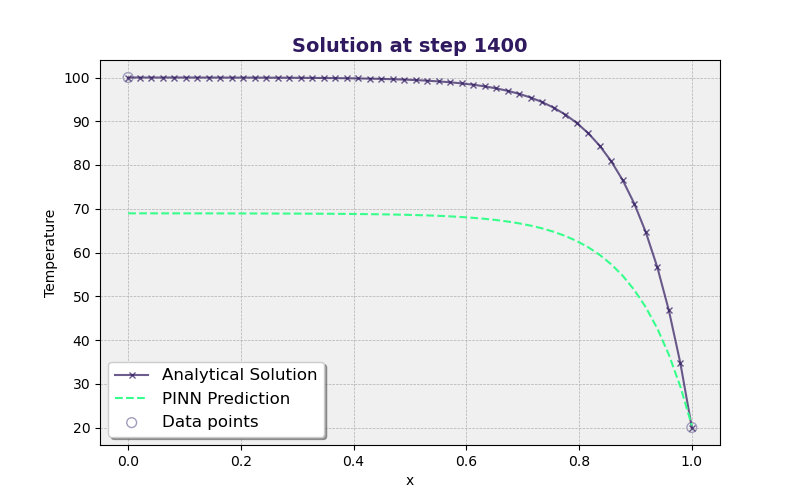 Solution at step 1400
Temperature
100
90
80
70
60
50
40
30
20
Analytical Solution
PINN Prediction
Data points
0.0 0.2 0.4 0.6 0.8 1.0
x